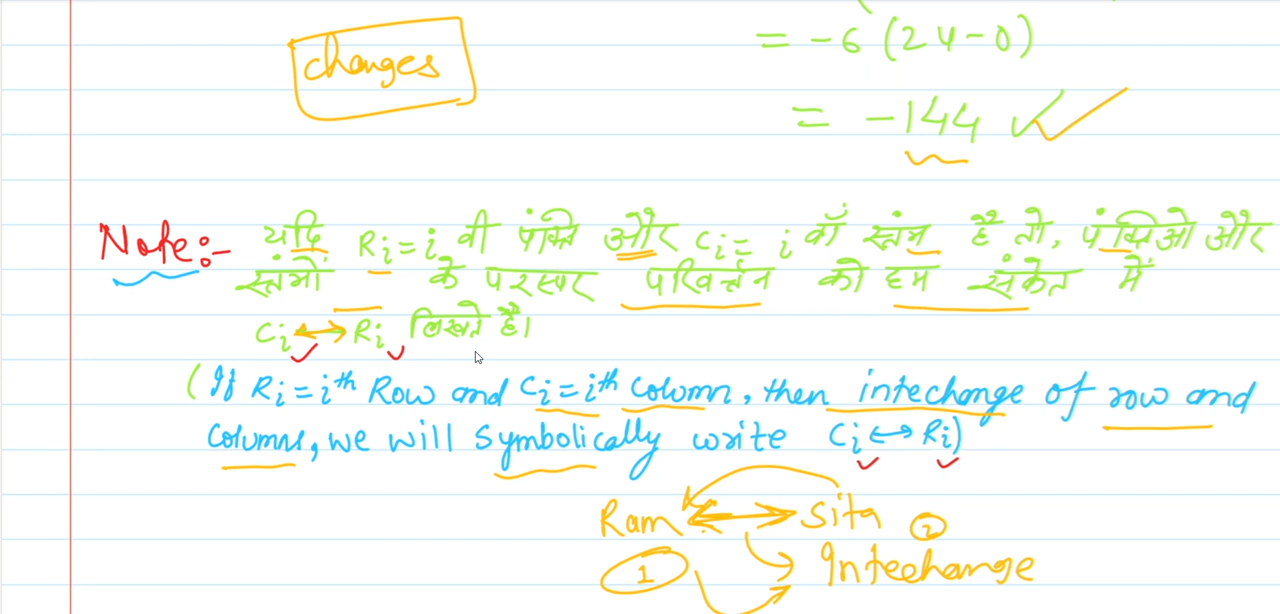 = -6 (24-0)
changes
= -144
Note:- यदि Ri = i वी पंक्ति और Ci = i वाँ स्तंभ है तो, पंक्तिओ और
स्तंभों के परस्पर परिवर्तन को हम संकेत में
Ci ↔ Ri लिखते है।
(If Ri = ith Row and Ci = ith column, then intechange of row and
columns, we will symbolically write Ci ↔ Ri)
Ram ↔ Sita 2
1 Intechange